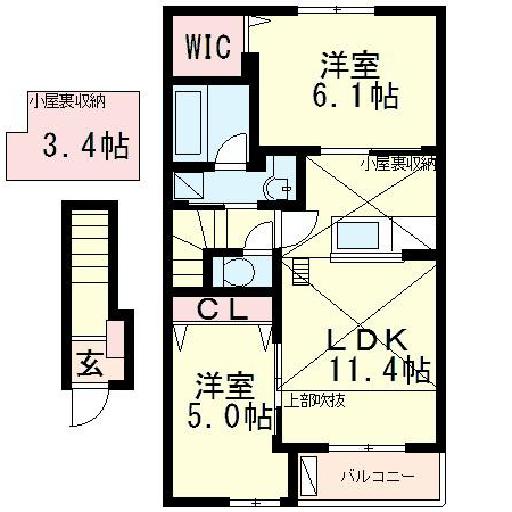 WIC
洋室
6.1帖
小屋裏収納
3.4帖
小屋裏収納
CL
LDK
11.4帖
玄
洋室
5.0帖
上部吹抜
バルコニー